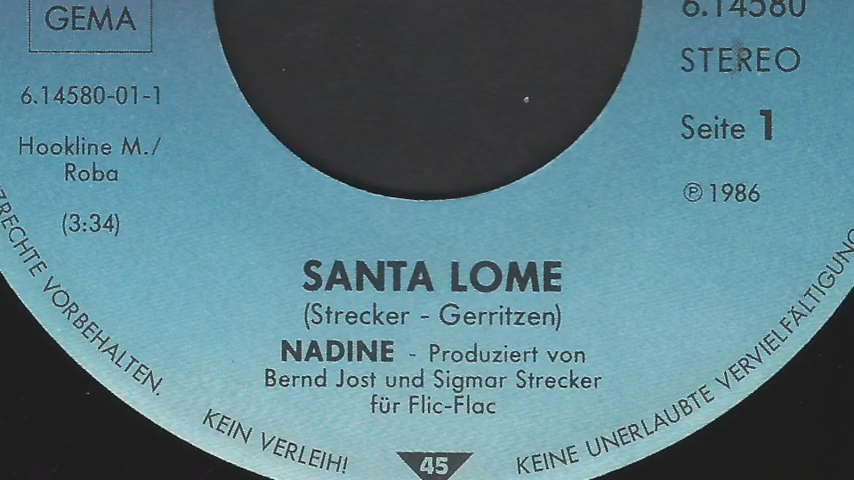 GEMA
6.14580-01-1
Hookline M./
Roba
(3:34)
6.14580
STEREO
Seite 1
℗ 1986
SANTA LOME
(Strecker - Gerritzen)
NADINE - Produziert von
Bernd Jost und Sigmar Strecker
für Flic-Flac
ZRECHTE VORBEHALTEN.
KEIN VERLEIH!
45
KEINE UNERLAUBTE VERVIELFÄLTIGUNG